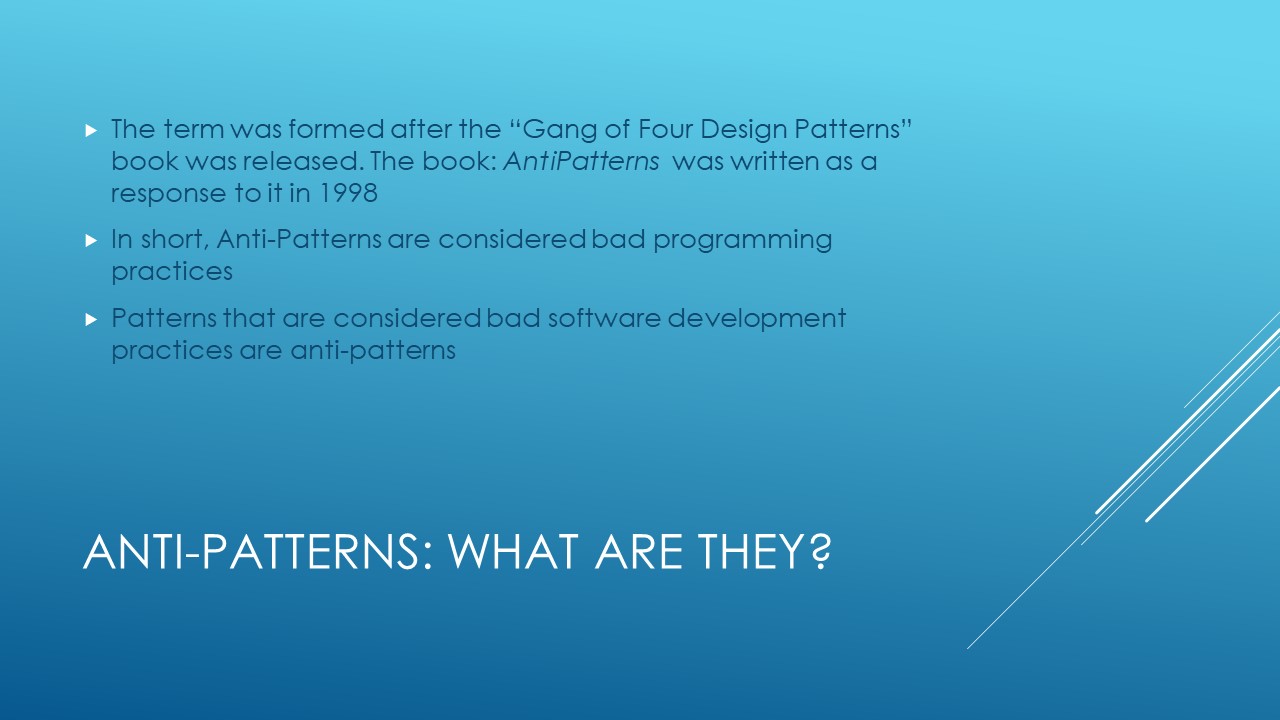 The term was formed after the “Gang of Four Design Patterns”
book was released. The book: AntiPatterns was written as a
response to it in 1998
In short, Anti-Patterns are considered bad programming
practices
Patterns that are considered bad software development
practices are anti-patterns
ANTI-PATTERNS: WHAT ARE THEY?